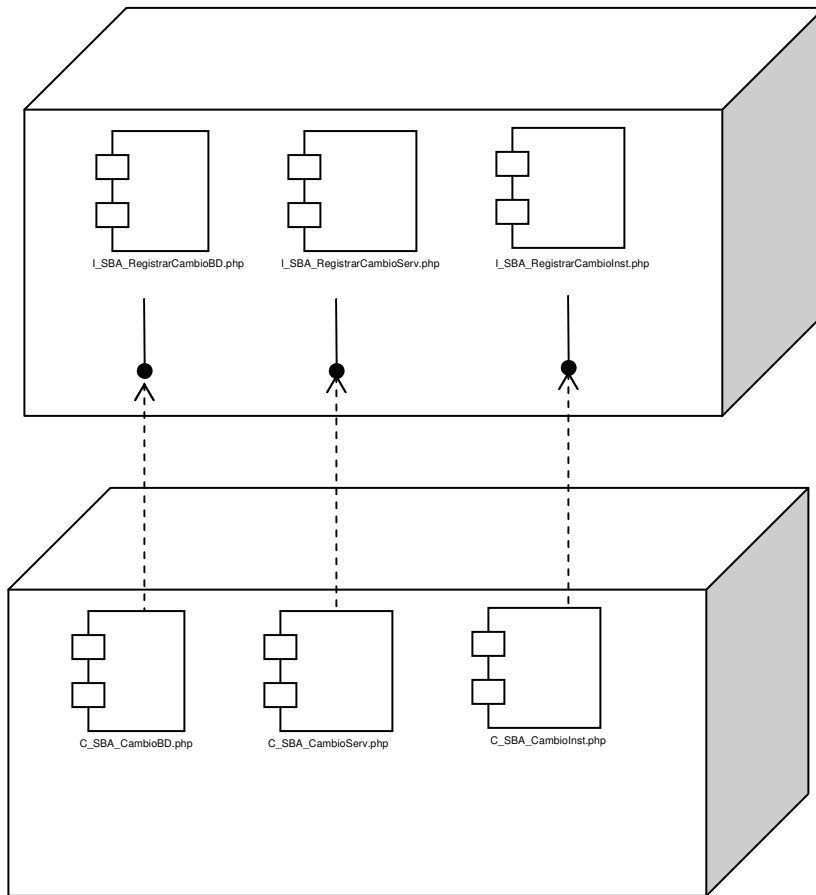 I_SBA_RegistrarCambioBD.php
I_SBA_RegistrarCambioServ.php
I_SBA_RegistrarCambioInst.php
C_SBA_CambioBD.php
C_SBA_CambioServ.php
C_SBA_CambioInst.php